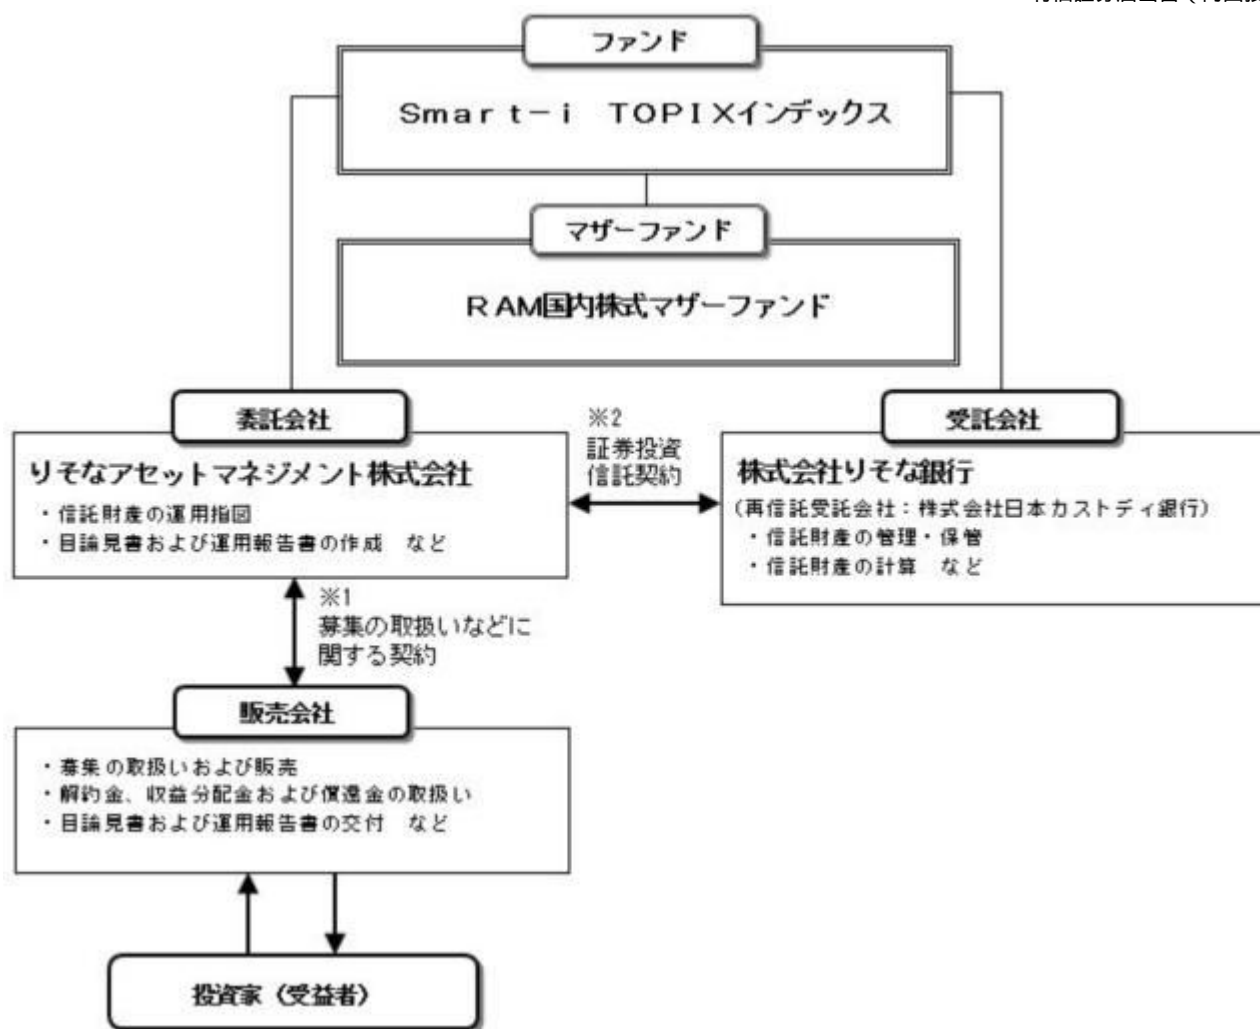 ファンド
Smart-i TOPIXインデックス
マザーファンド
RAM国内株式マザーファンド
委託会社
りそなアセットマネジメント株式会社
・信託財産の運用指図
・目論見書および運用報告書の作成 など
※2
証券投資
信託契約
受託会社
株式会社りそな銀行
(再信託受託会社：株式会社日本カストディ銀行)
・信託財産の管理・保管
・信託財産の計算 など
※1
募集の取扱いなどに
関する契約
販売会社
・募集の取扱いおよび販売
・解約金、収益分配金および償還金の取扱い
・目論見書および運用報告書の交付 など
投資家（受益者）